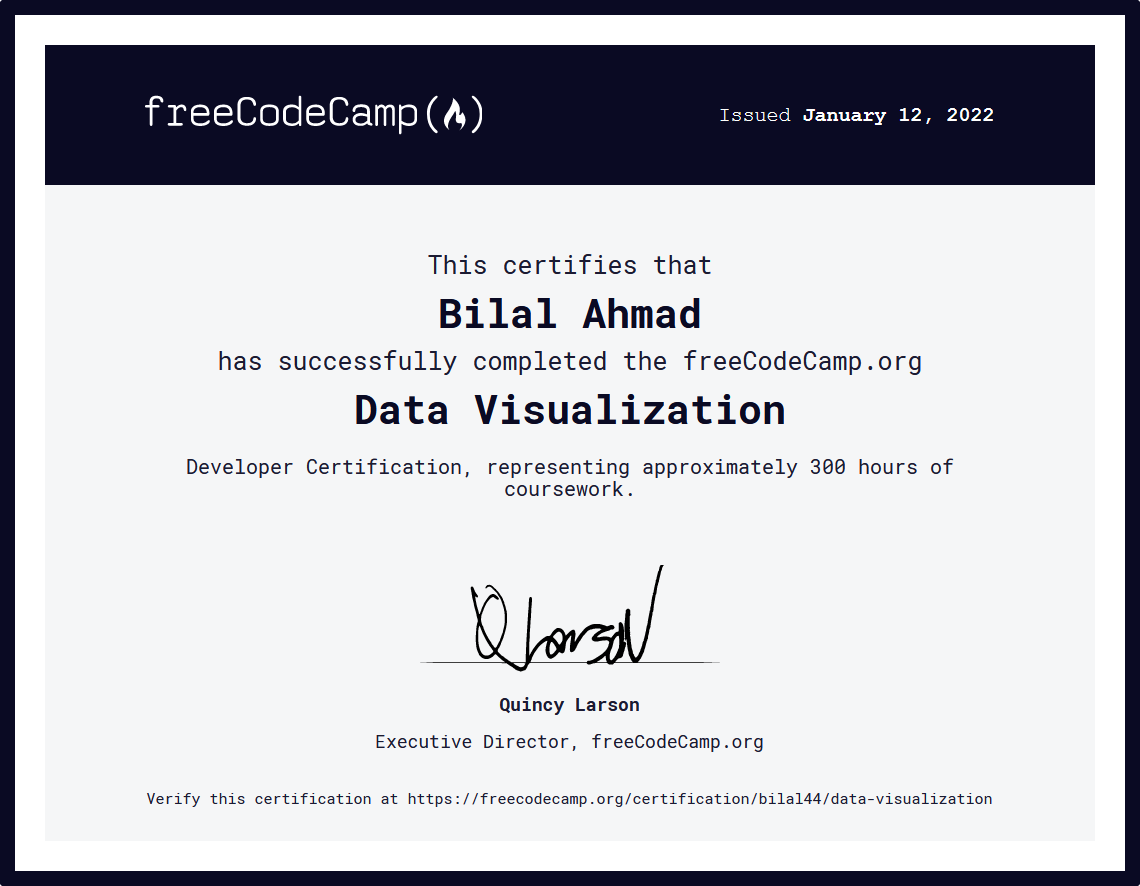 freeCodeCamp
Issued January 12, 2022
This certifies that
Bilal Ahmad
has successfully completed the freeCodeCamp.org
Data Visualization
Developer Certification, representing approximately 300 hours of
coursework.
Q Larson
Quincy Larson
Executive Director, freeCodeCamp.org
Verify this certification at https://freecodecamp.org/certification/bilal44/data-visualization